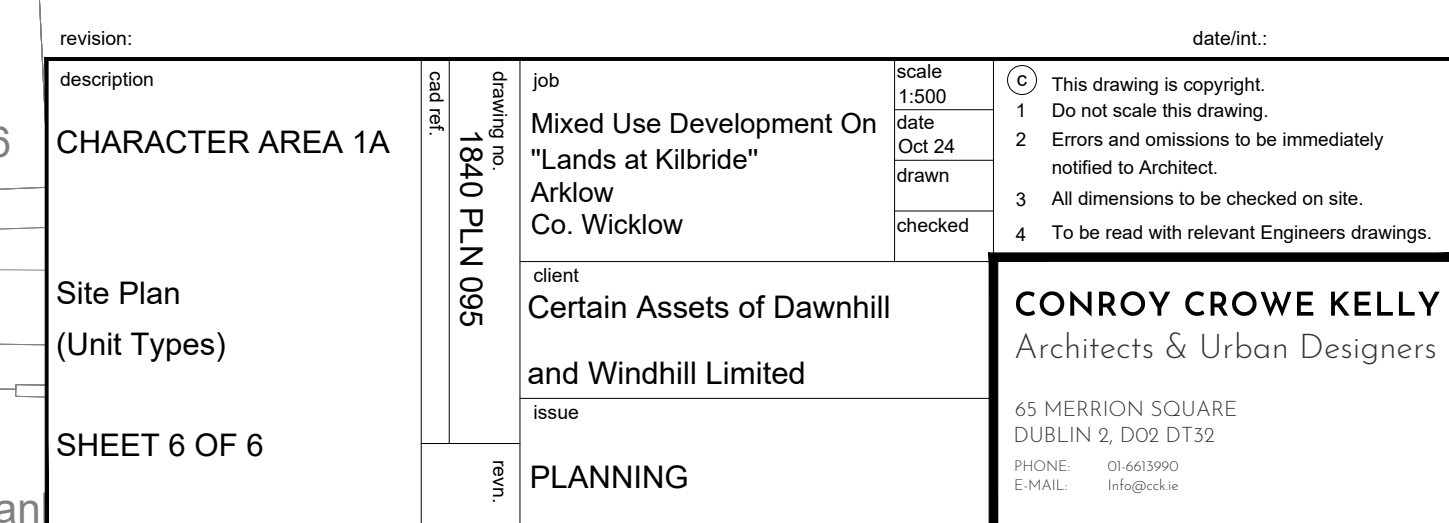 revision:
date/int.:
description
CHARACTER AREA 1A
Site Plan
(Unit Types)
SHEET 6 OF 6
cad ref.
drawing no.
1840 PLN 095
revn.
job
Mixed Use Development On
"Lands at Kilbride"
Arklow
Co. Wicklow
scale
1:500
date
Oct 24
drawn
checked
client
Certain Assets of Dawnhill
and Windhill Limited
issue
PLANNING
c This drawing is copyright.
1 Do not scale this drawing.
2 Errors and omissions to be immediately
notified to Architect.
3 All dimensions to be checked on site.
4 To be read with relevant Engineers drawings.
CONROY CROWE KELLY
Architects & Urban Designers
65 MERRION SQUARE
DUBLIN 2, D02 DT32
PHONE: 01-6613990
E-MAIL: Info@cck.ie